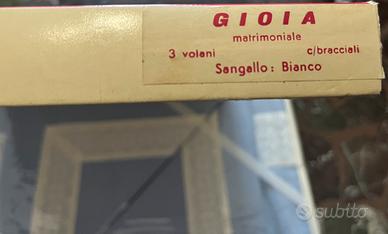 GIOIA
matrimoniale
3 volani c/bracciali
Sangallo: Bianco
subito